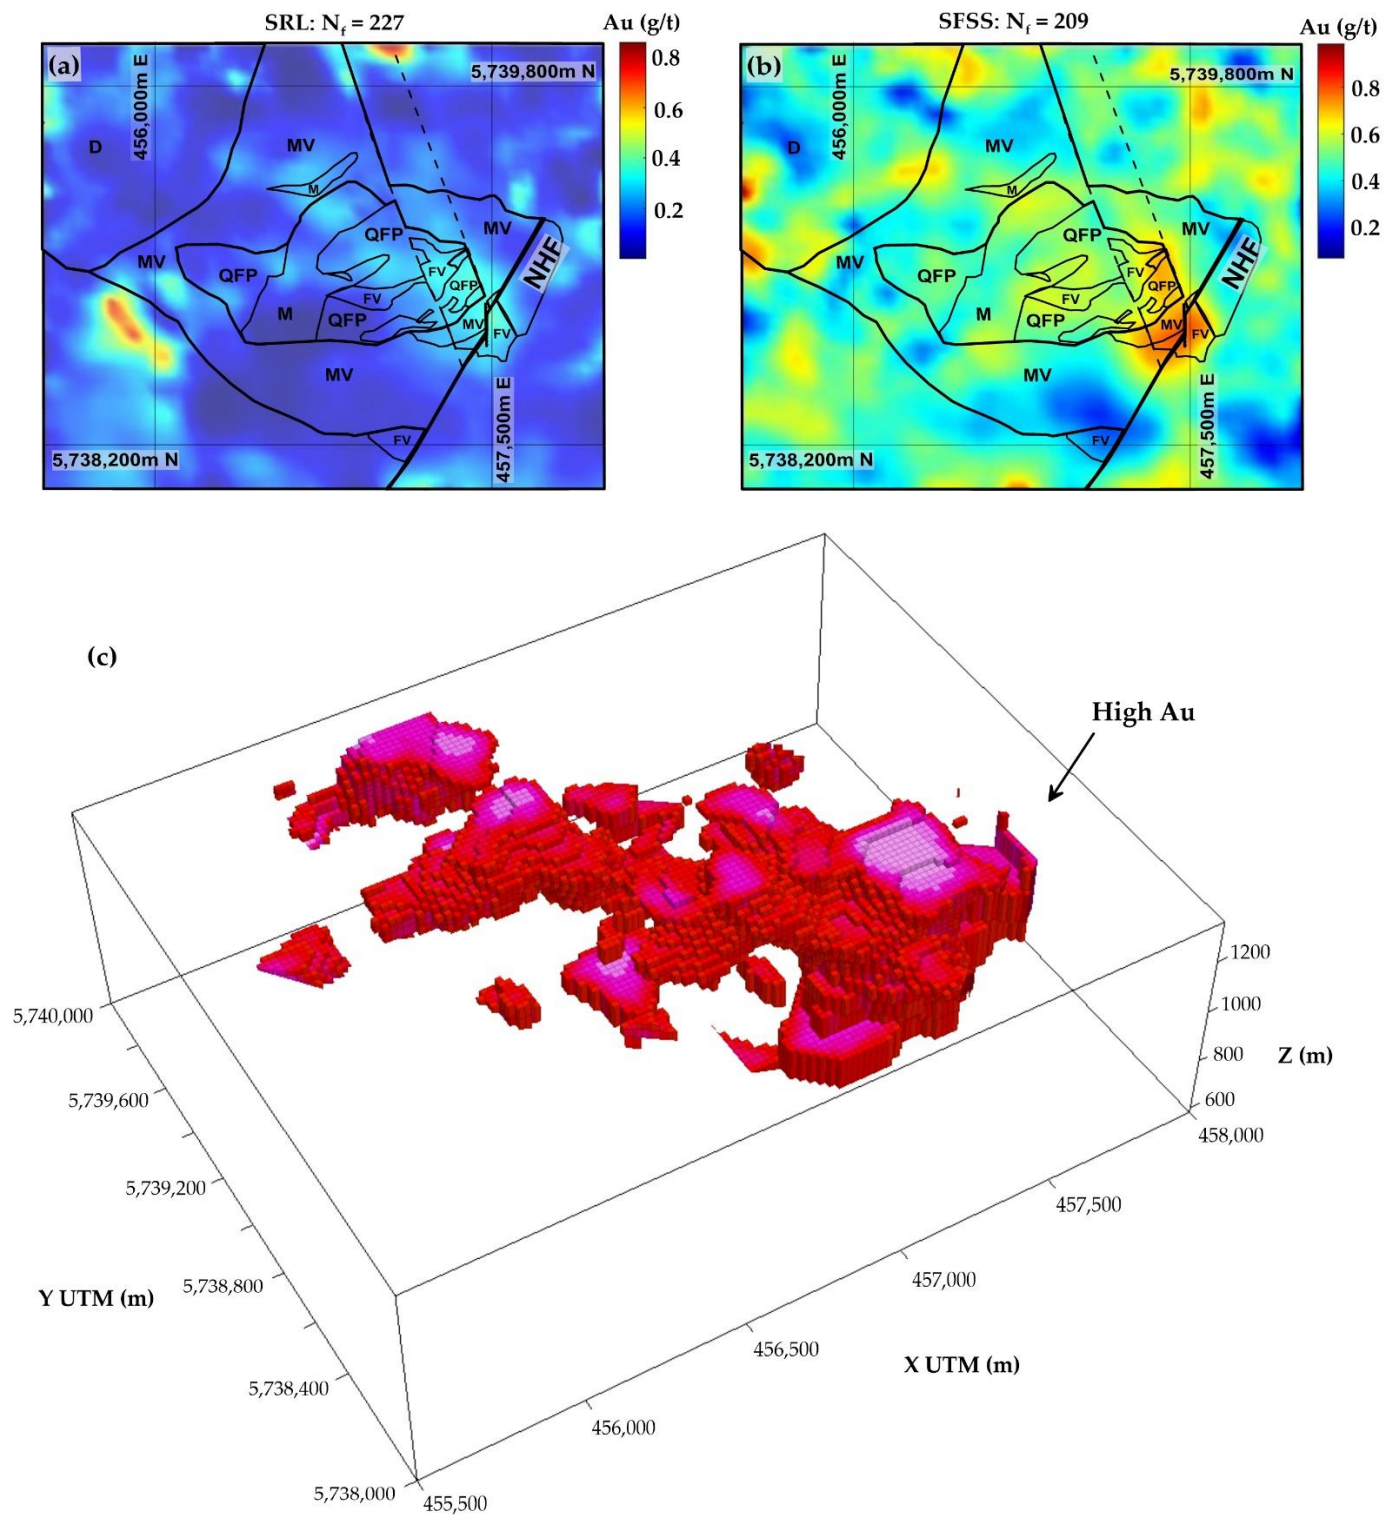 SRL: Nf = 227
Au (g/t)
(a)
456,000m E
5,739,800m N
0.8
0.6
0.4
0.2
D
MV
M
MV
QFP
MV
QFP
FV
QFP
NHF
M
FV
QFP
MV
FV
MV
FV
457,500m E
5,738,200m N
SFSS: Nf = 209
Au (g/t)
(b)
456,000m E
5,739,800m N
0.8
0.6
0.4
0.2
D
MV
M
MV
QFP
MV
QFP
FV
QFP
NHF
M
FV
QFP
MV
FV
MV
FV
457,500m E
5,738,200m N
(c)
High Au
1200
1000
800
600
Z (m)
5,740,000
5,739,600
5,739,200
5,738,800
5,738,400
5,738,000
Y UTM (m)
458,000
457,500
457,000
456,500
456,000
455,500
X UTM (m)